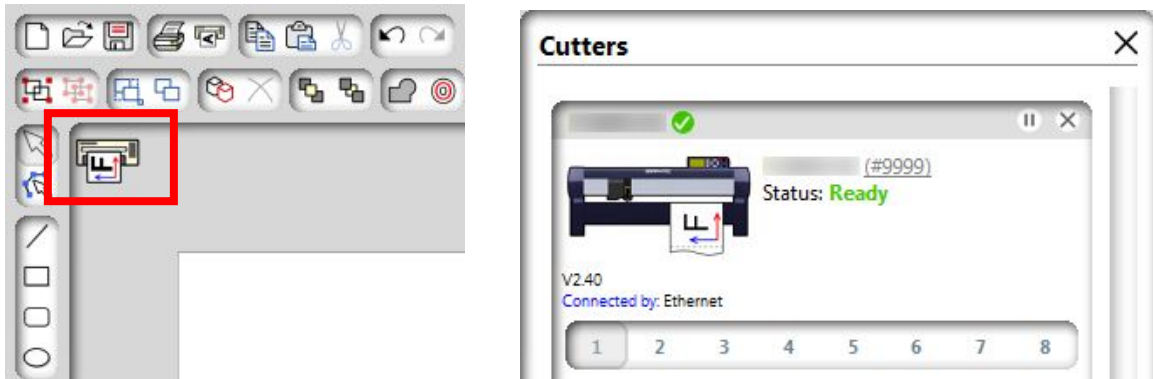 Cutters
(#9999)
Status: Ready
V2.40
Connected by: Ethernet
1 2 3 4 5 6 7 8